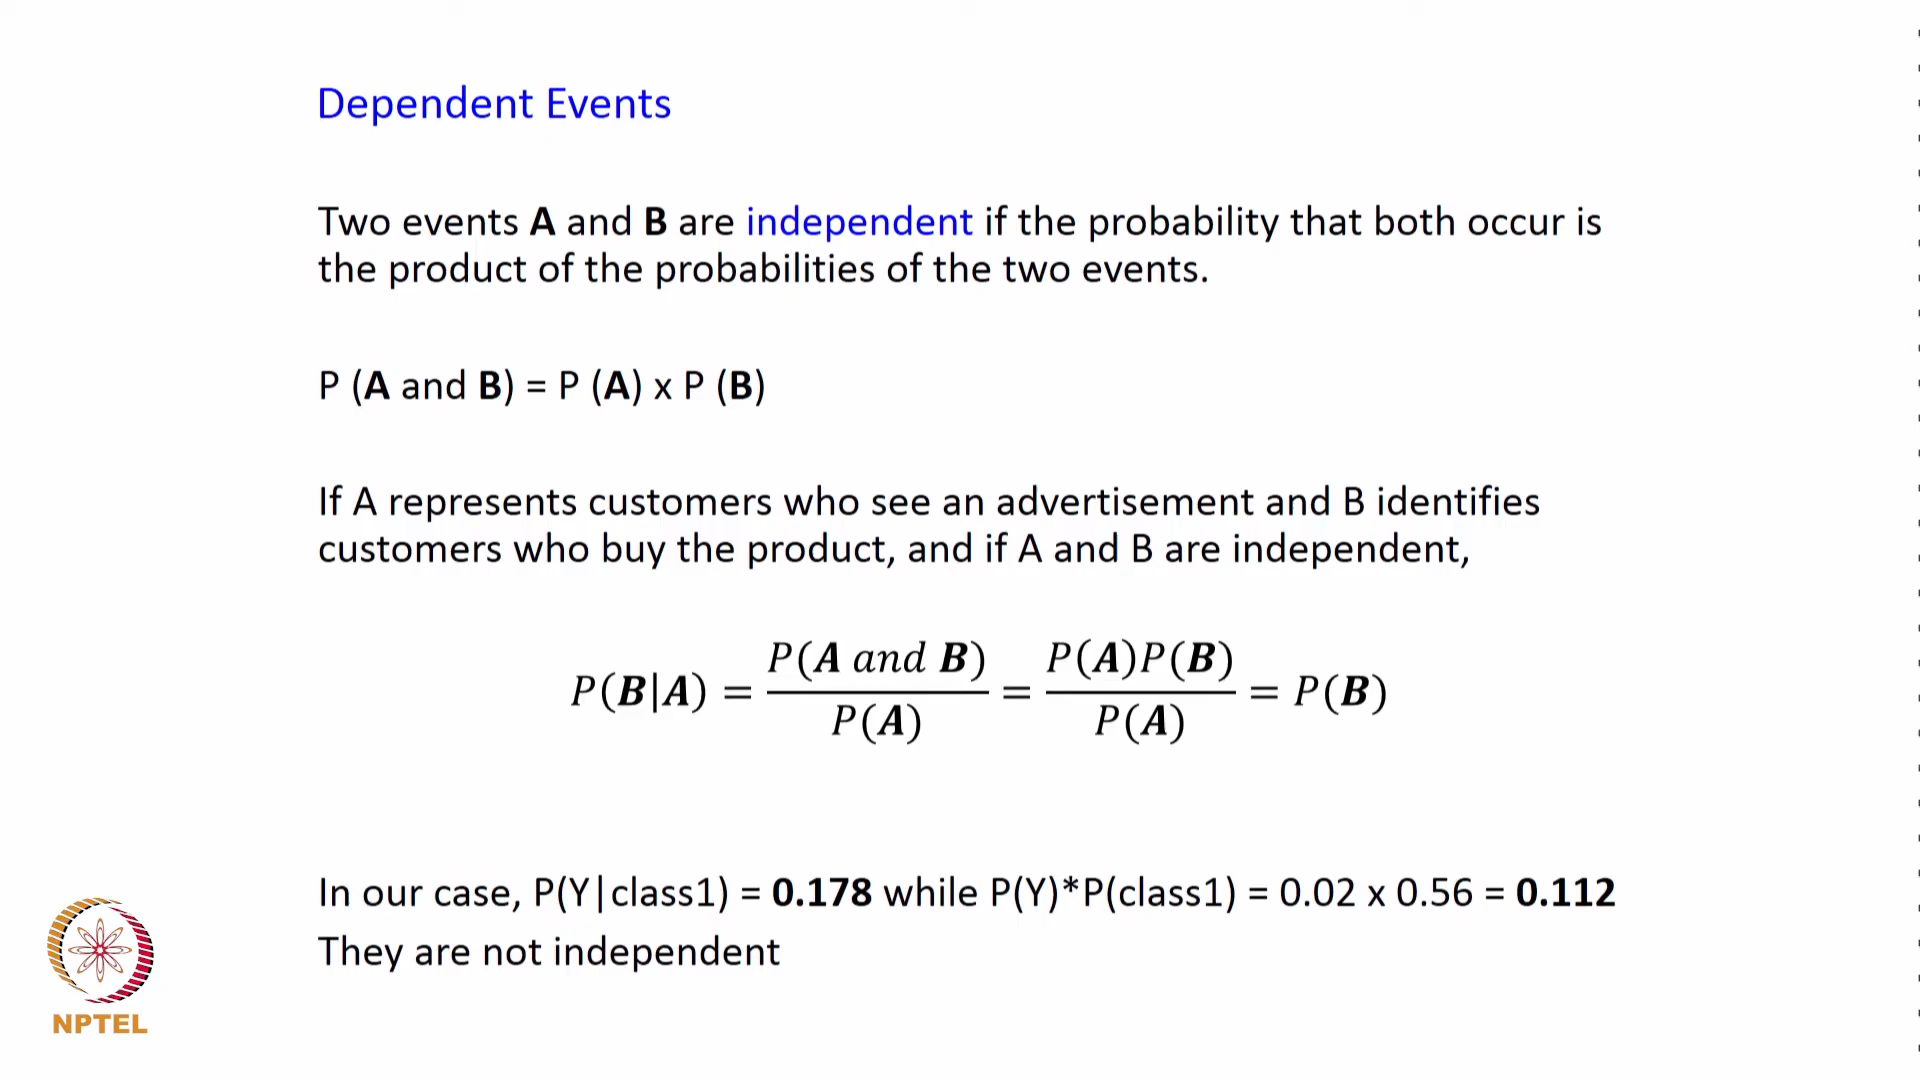 Dependent Events
Two events A and B are independent if the probability that both occur is
the product of the probabilities of the two events.
P (A and B) = P (A) x P (B)
If A represents customers who see an advertisement and B identifies
customers who buy the product, and if A and B are independent,
P(B|A) = P(A and B) / P(A) = P(A)P(B) / P(A) = P(B)
In our case, P(Y|class1) = 0.178 while P(Y)*P(class1) = 0.02 x 0.56 = 0.112
They are not independent
NPTEL